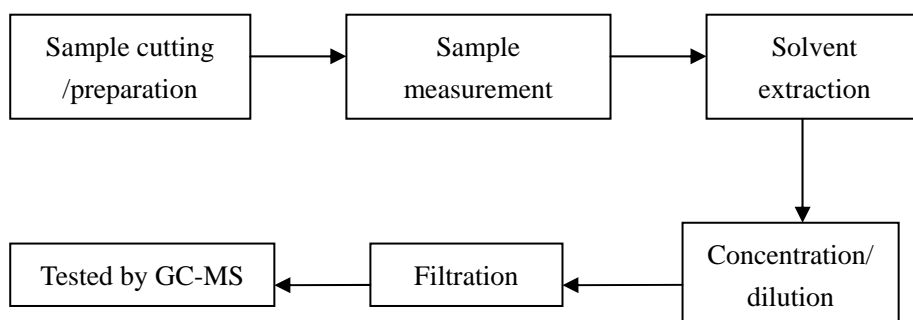 Sample cutting
/preparation
Sample
measurement
Solvent
extraction
Concentration/
dilution
Filtration
Tested by GC-MS